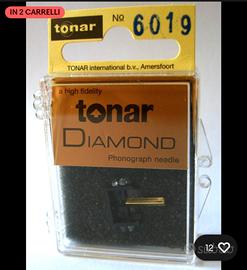 IN 2 CARRELLI
tonar No 6019
TONAR international b.v., Amersfoort
a high fidelity
tonar
DIAMOND
Phonograph needle
12